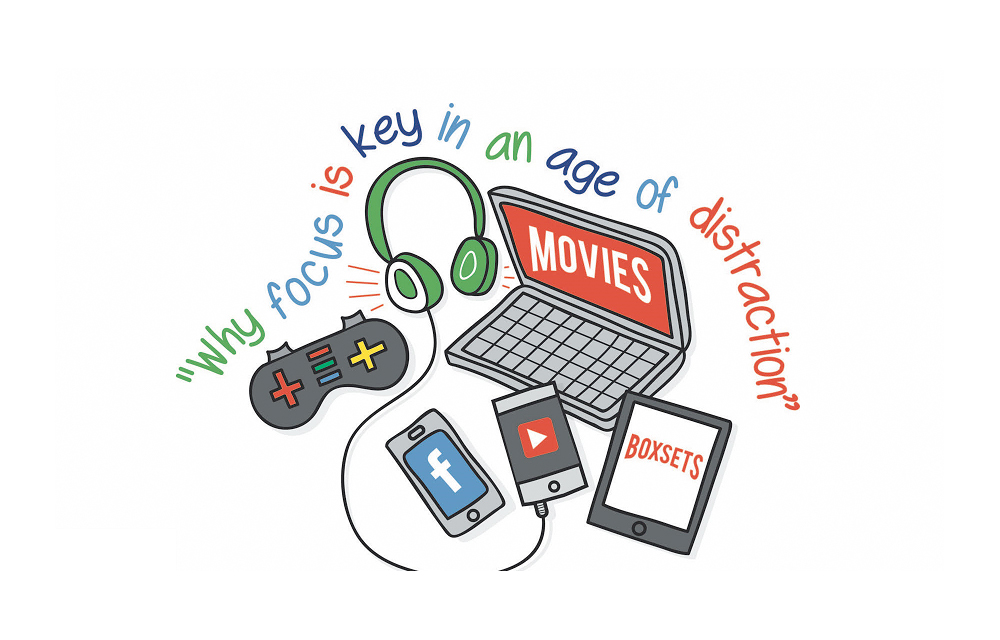 "Why focus is key in an age of distraction"
MOVIES
f
BOXSETS